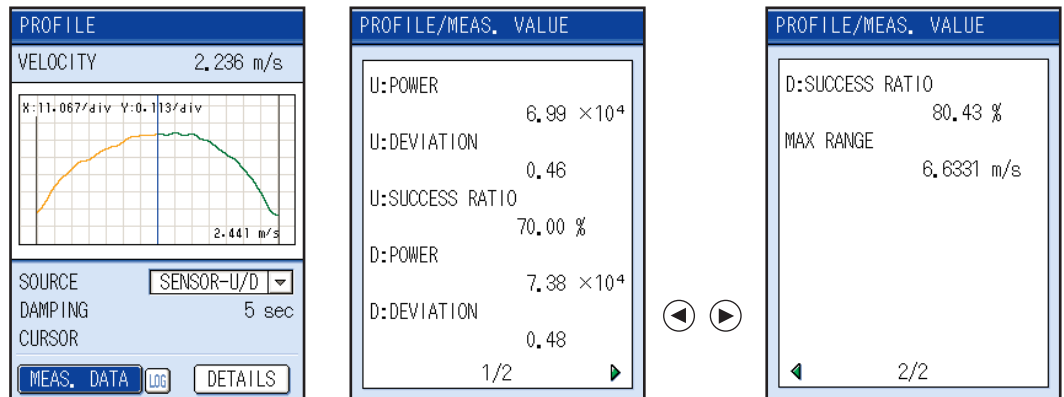 PROFILE
VELOCITY 2.236 m/s
X:11.067/div Y:0.113/div
2.441 m/s
SOURCE SENSOR-U/D
DAMPING 5 sec
CURSOR
MEAS. DATA LOG DETAILS
PROFILE/MEAS. VALUE
U:POWER
6.99 ×10⁴
U:DEVIATION
0.46
U:SUCCESS RATIO
70.00 %
D:POWER
7.38 ×10⁴
D:DEVIATION
0.48
1/2
PROFILE/MEAS. VALUE
D:SUCCESS RATIO
80.43 %
MAX RANGE
6.6331 m/s
2/2